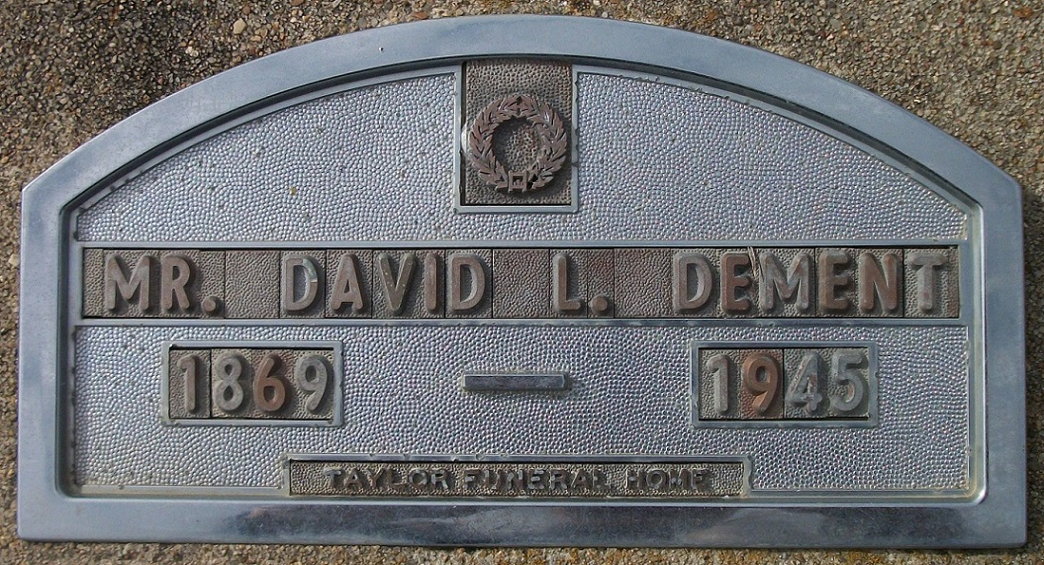 MR. DAVID L. DEMENT
1869 — 1945
TAYLOR FUNERAL HOME